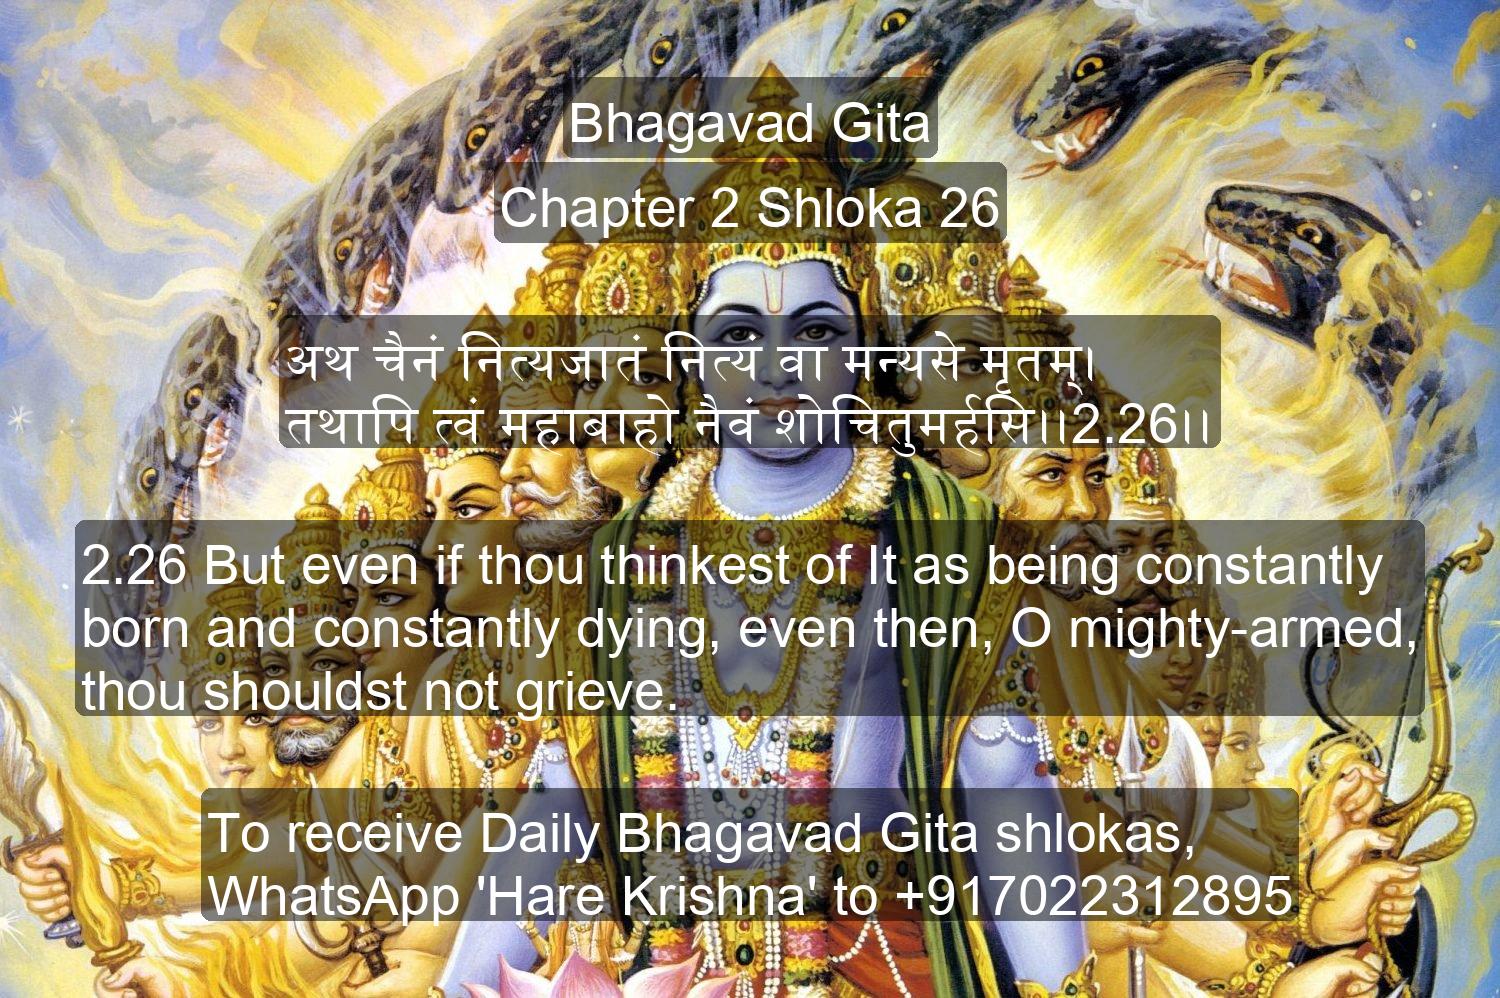 Bhagavad Gita
Chapter 2 Shloka 26
अथ चैनं नित्यजातं नित्यं वा मन्यसे मृतम्।
तथापि त्वं महाबाहो नैवं शोचितुमर्हसि।।2.26।।
2.26 But even if thou thinkest of It as being constantly
born and constantly dying, even then, O mighty-armed,
thou shouldst not grieve.
To receive Daily Bhagavad Gita shlokas,
WhatsApp 'Hare Krishna' to +917022312895